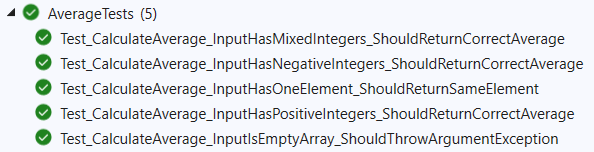 AverageTests (5)
Test_CalculateAverage_InputHasMixedIntegers_ShouldReturnCorrectAverage
Test_CalculateAverage_InputHasNegativeIntegers_ShouldReturnCorrectAverage
Test_CalculateAverage_InputHasOneElement_ShouldReturnSameElement
Test_CalculateAverage_InputHasPositiveIntegers_ShouldReturnCorrectAverage
Test_CalculateAverage_InputIsEmptyArray_ShouldThrowArgumentException